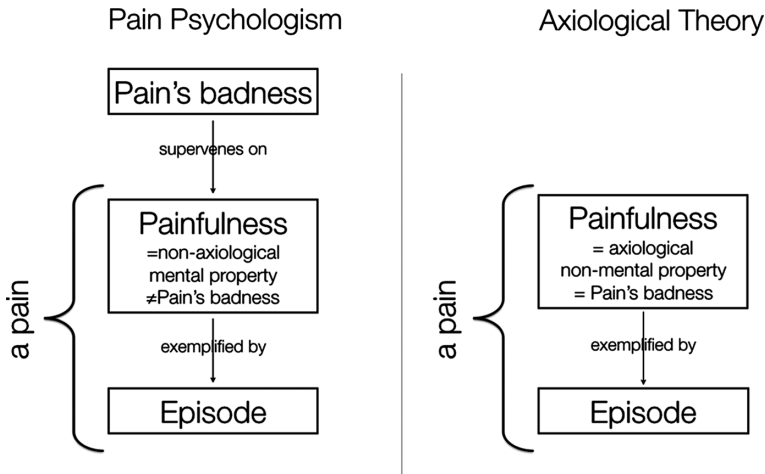 Pain Psychologism
Pain's badness
supervenes on
Painfulness
=non-axiological
mental property
≠Pain's badness
a pain
exemplified by
Episode
Axiological Theory
Painfulness
= axiological
non-mental property
= Pain's badness
a pain
exemplified by
Episode